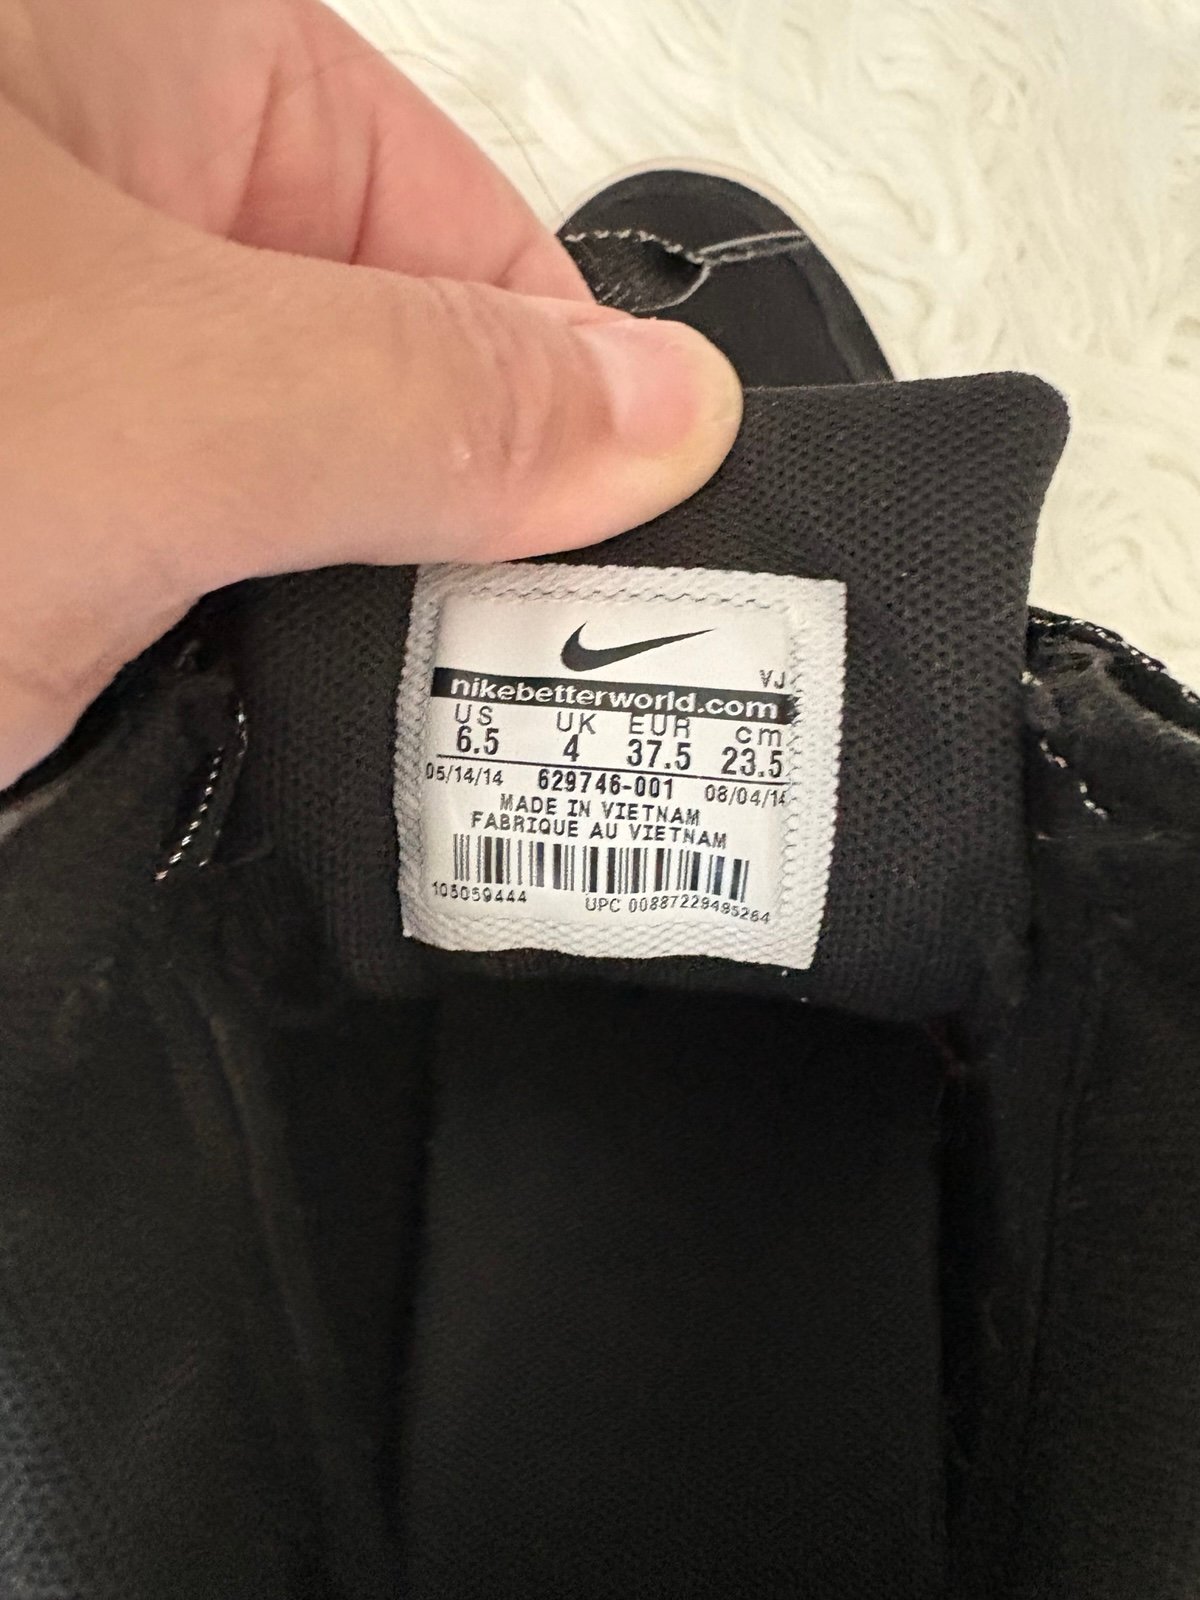 VJ
nikebetterworld.com
US UK EUR cm
6.5 4 37.5 23.5
05/14/14 629746-001 08/04/14
MADE IN VIETNAM
FABRIQUE AU VIETNAM
105059444 UPC 00887229495264